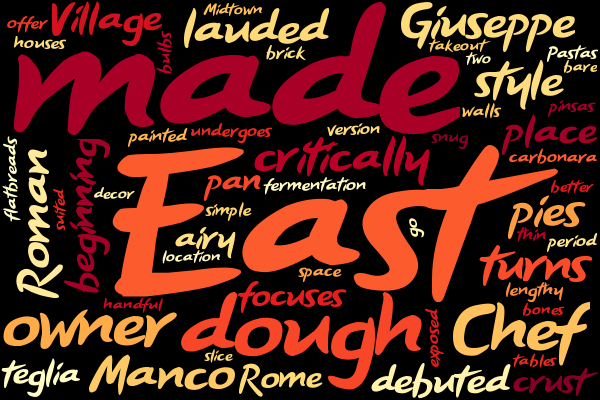 offer
Village
Midtown
lauded
Giuseppe
houses
bulbs
brick
takeout
two
Pastas
bare
made
style
walls
pinsas
painted
undergoes
version
snug
place
carbonara
flatbreads
Roman
suited
beginning
decor
critically
pan
fermentation
better
East
simple
airy
location
go
pies
thin
period
space
turns
lengthy
handful
focuses
bones
owner
dough
exposed
Chef
slice
tables
teglia
Manco
Rome
debuted
crust